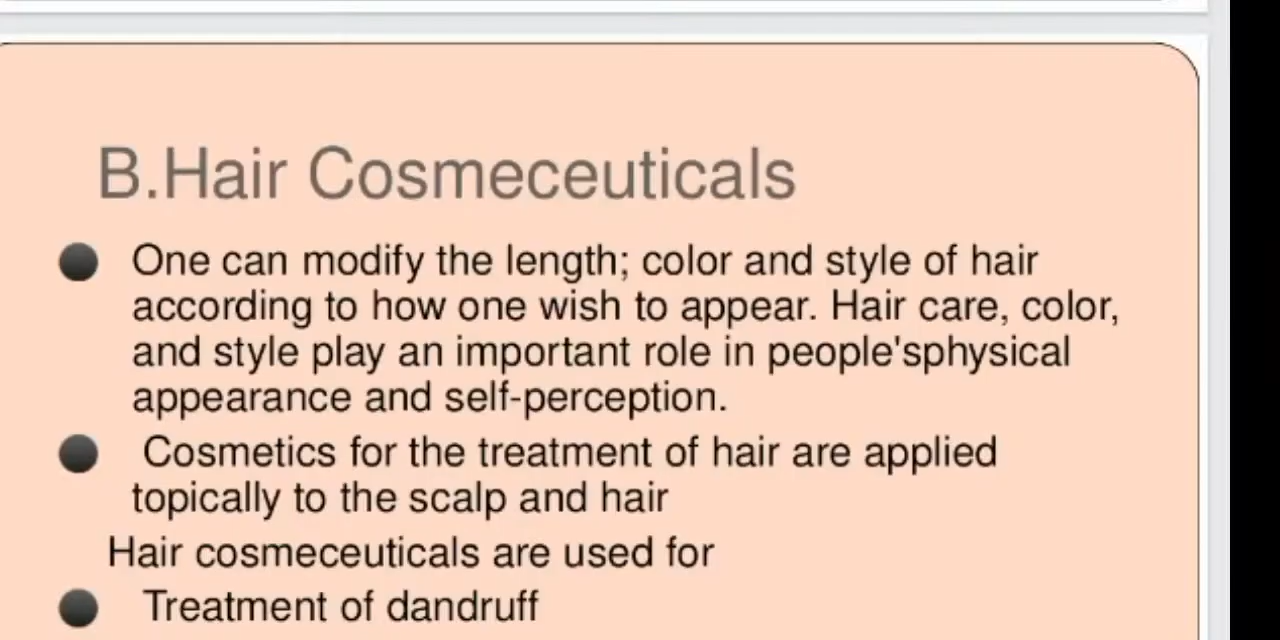 B.Hair Cosmeceuticals
One can modify the length; color and style of hair
according to how one wish to appear. Hair care, color,
and style play an important role in people'sphysical
appearance and self-perception.
Cosmetics for the treatment of hair are applied
topically to the scalp and hair
Hair cosmeceuticals are used for
Treatment of dandruff